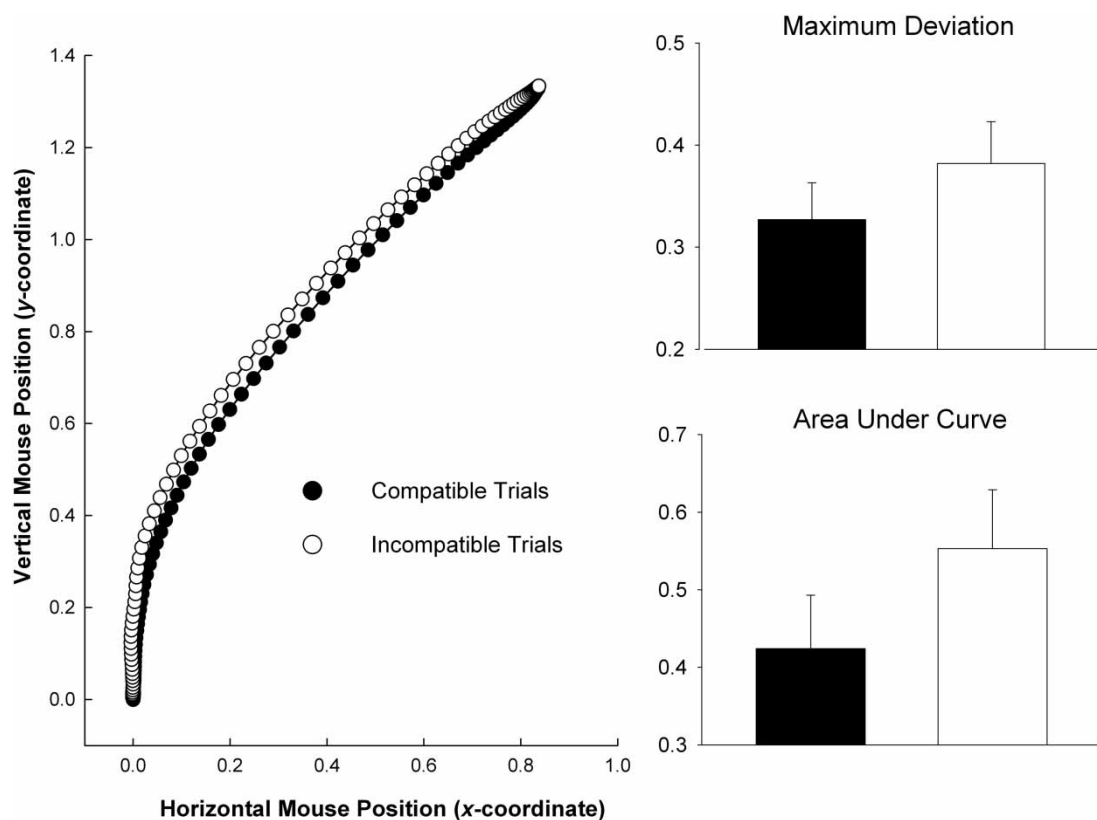 Vertical Mouse Position (y-coordinate)
1.4
1.2
1.0
0.8
0.6
0.4
0.2
0.0
0.0 0.2 0.4 0.6 0.8 1.0
Horizontal Mouse Position (x-coordinate)
Compatible Trials
Incompatible Trials
Maximum Deviation
0.5
0.4
0.3
0.2
Area Under Curve
0.7
0.6
0.5
0.4
0.3